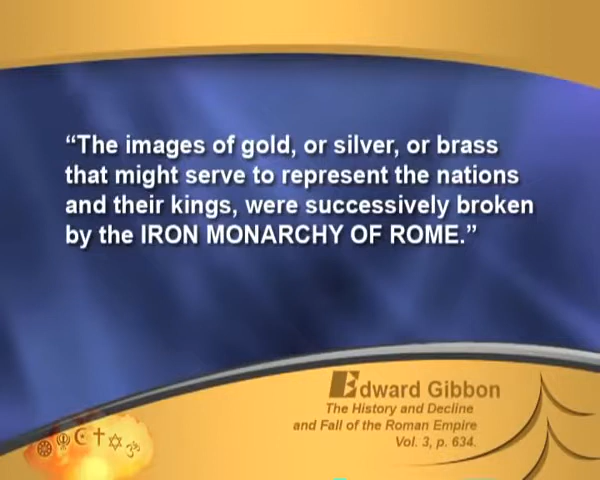 “The images of gold, or silver, or brass
that might serve to represent the nations
and their kings, were successively broken
by the IRON MONARCHY OF ROME.”
Edward Gibbon
The History and Decline
and Fall of the Roman Empire
Vol. 3, p. 634.